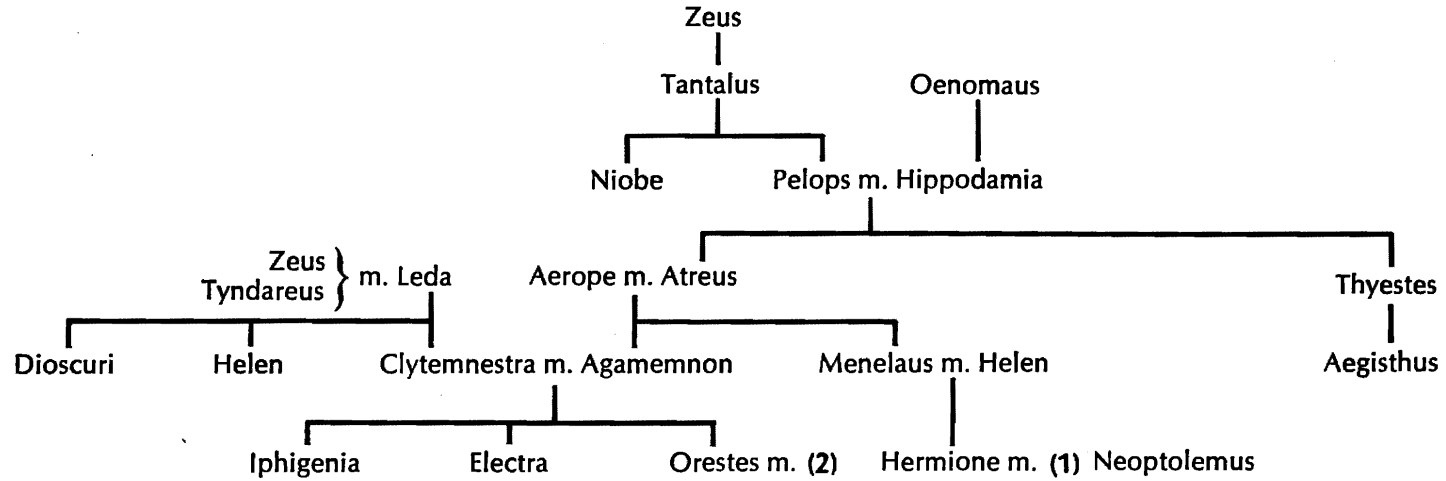 Zeus
Tantalus Oenomaus
Niobe Pelops m. Hippodamia
Zeus
Tyndareus } m. Leda Aerope m. Atreus Thyestes
Dioscuri Helen Clytemnestra m. Agamemnon Menelaus m. Helen Aegisthus
Iphigenia Electra Orestes m. (2) Hermione m. (1) Neoptolemus